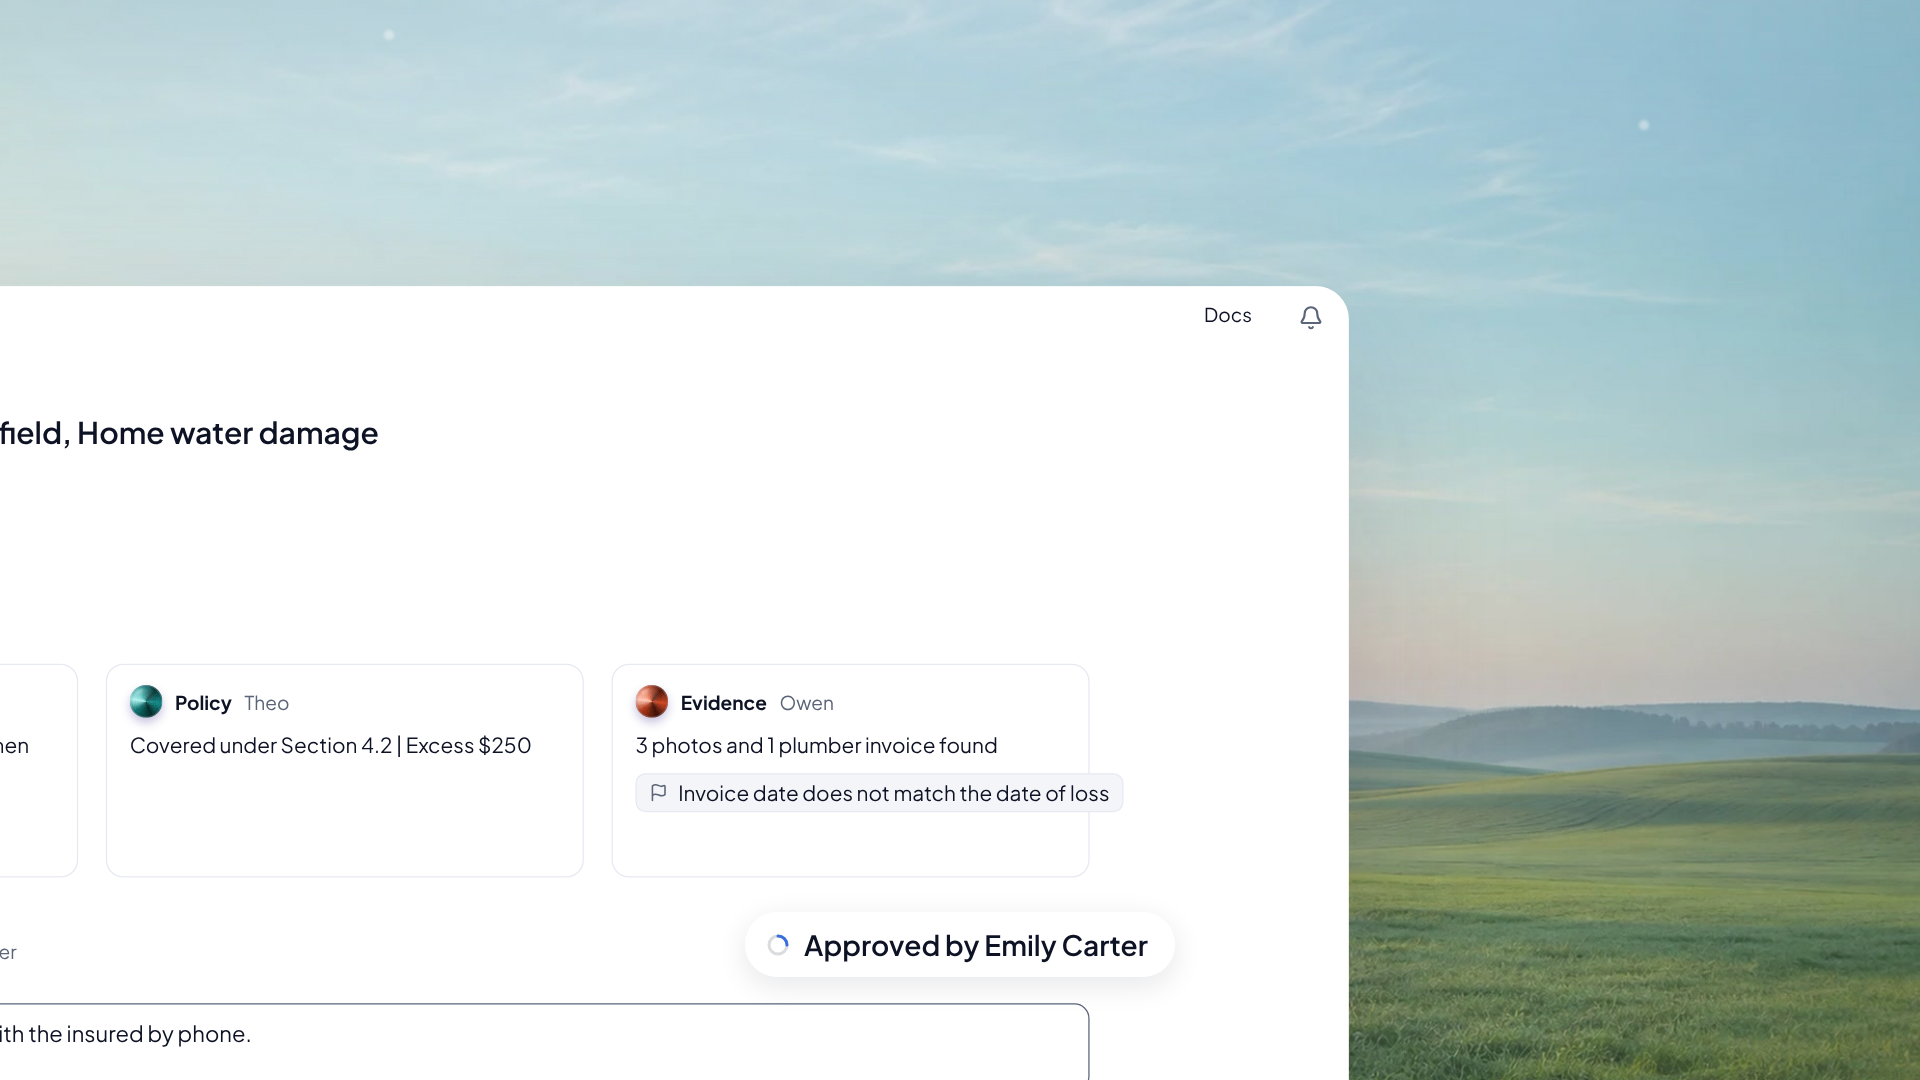 Docs
field, Home water damage
Policy Theo
Covered under Section 4.2 | Excess $250
Evidence Owen
3 photos and 1 plumber invoice found
Invoice date does not match the date of loss
Approved by Emily Carter
the insured by phone.